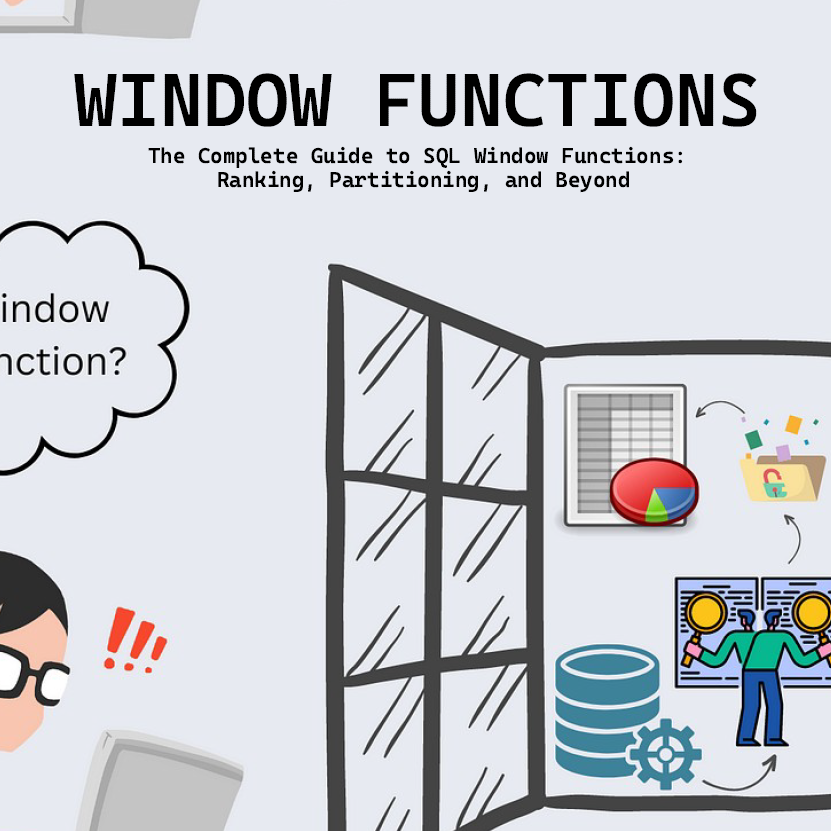 WINDOW FUNCTIONS
The Complete Guide to SQL Window Functions:
Ranking, Partitioning, and Beyond
indow
nction?
!!!